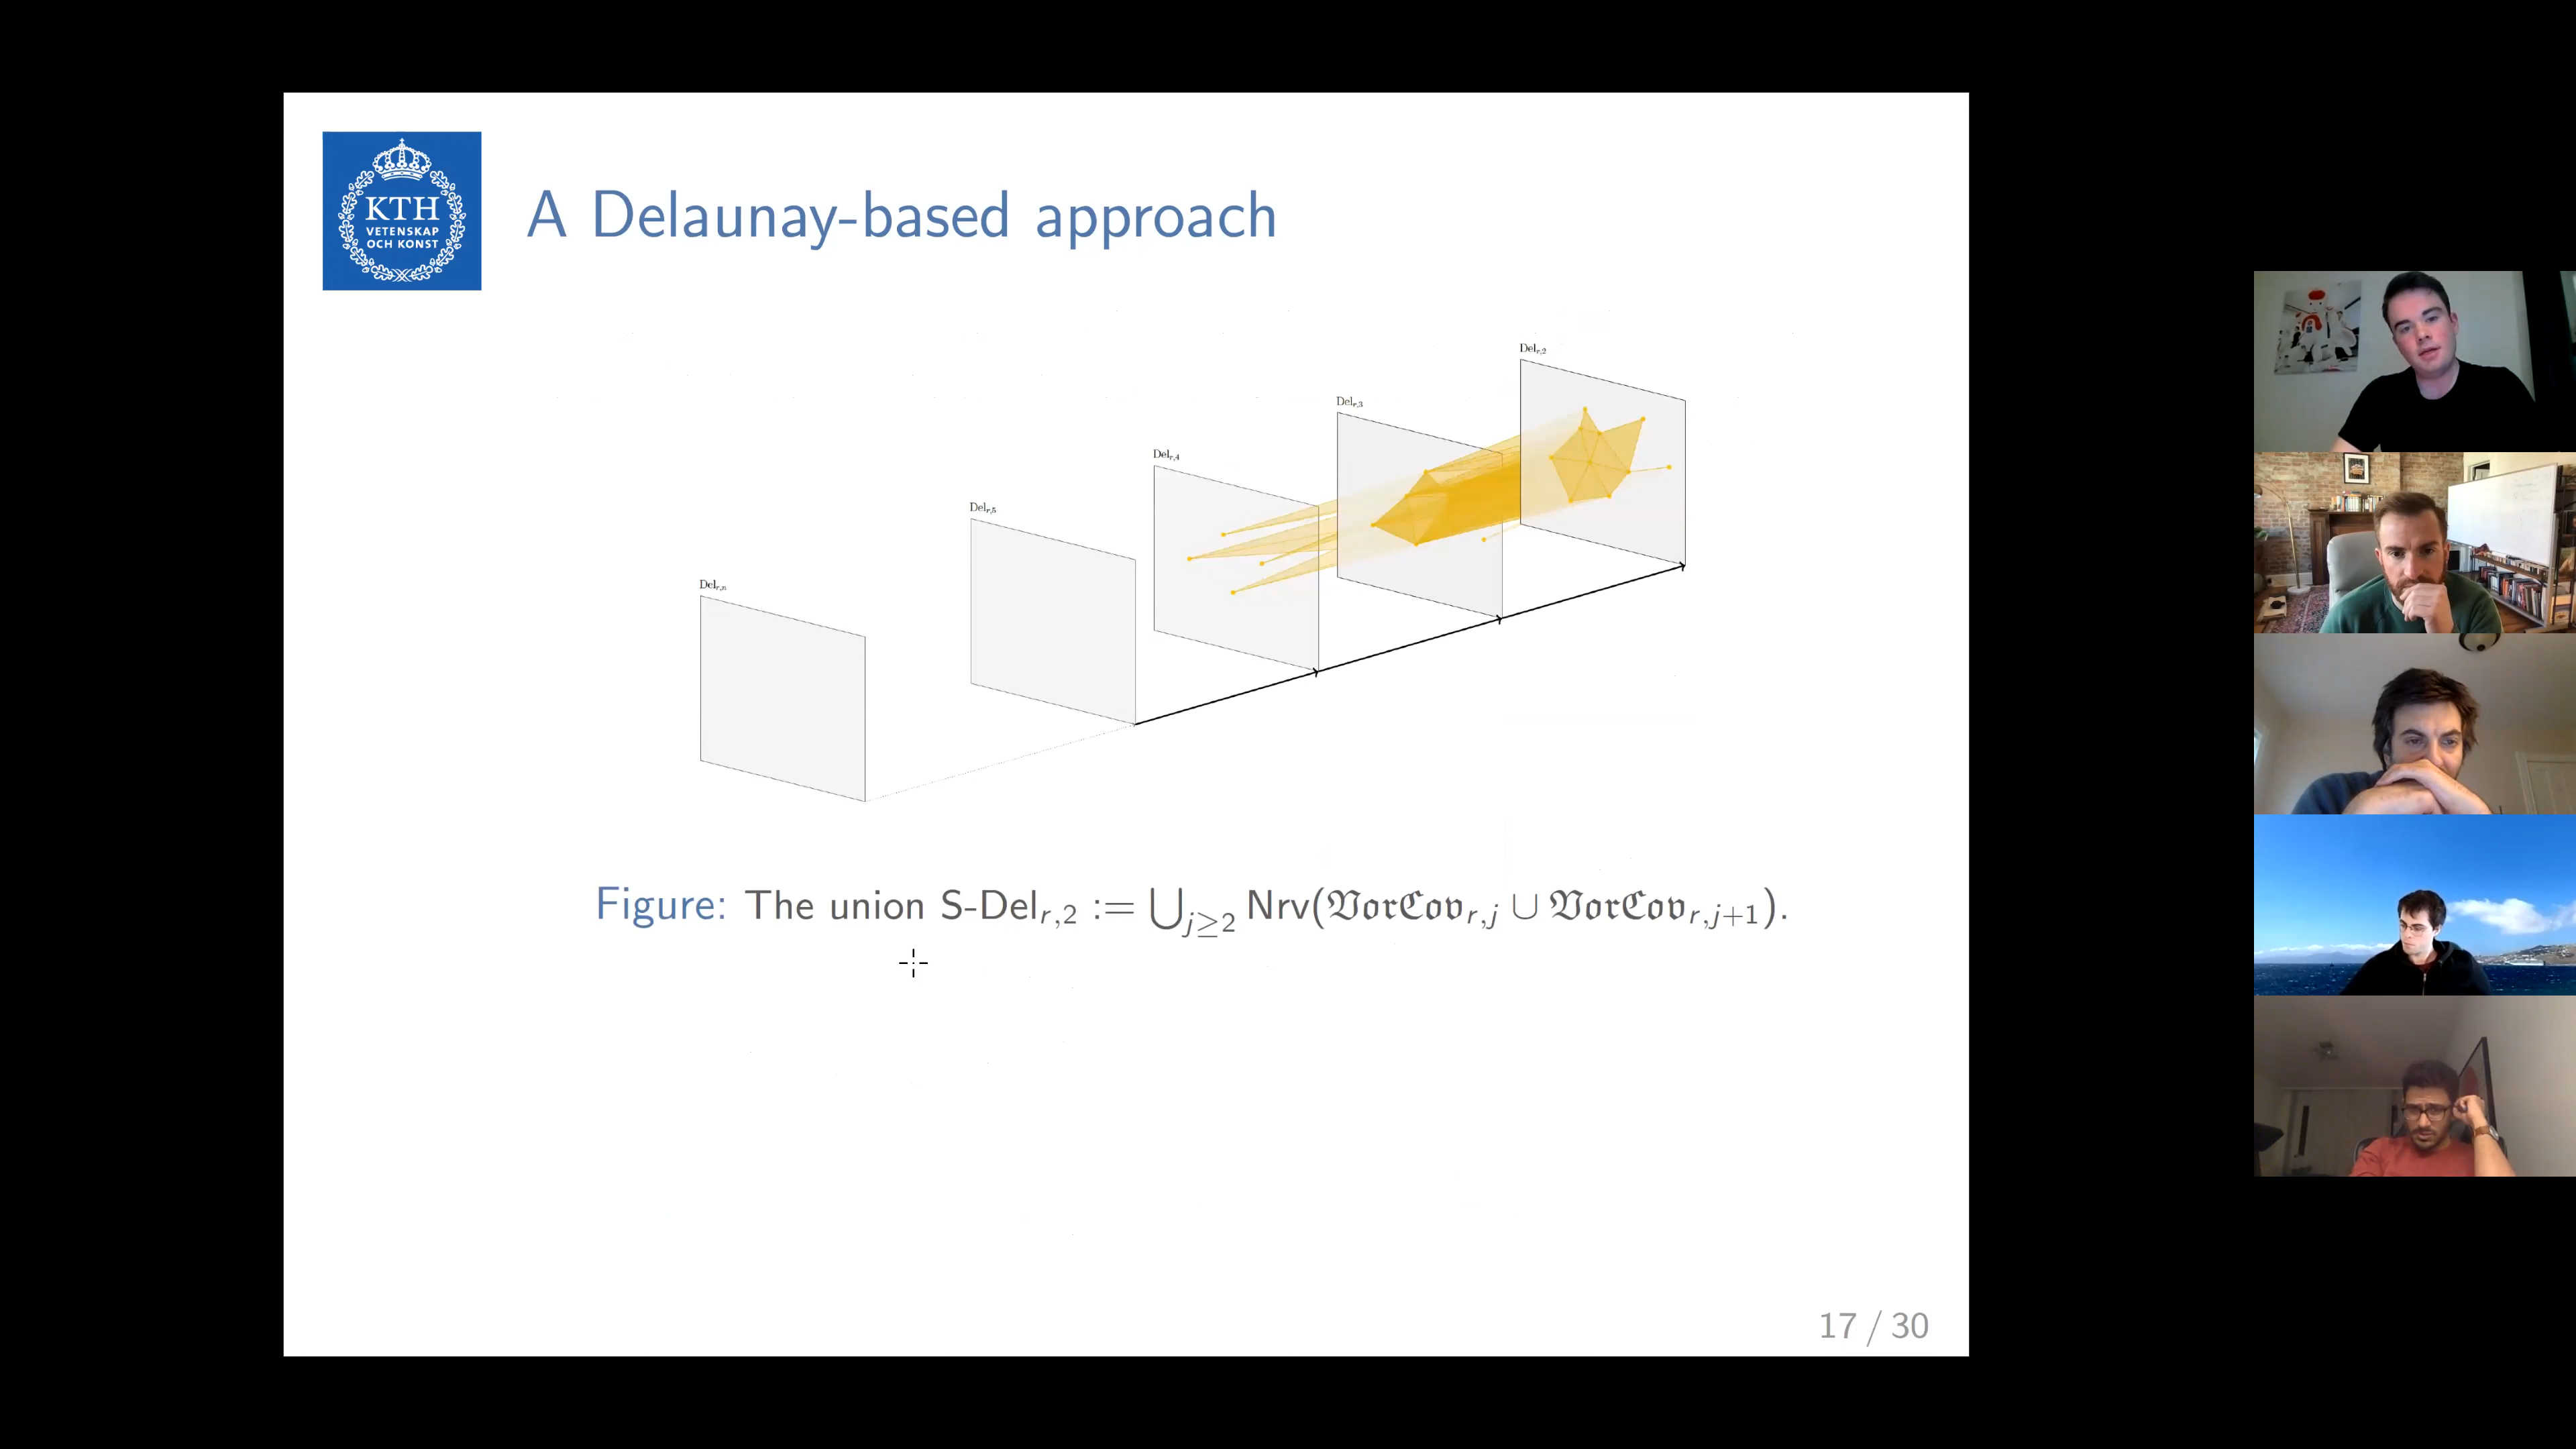 KTH
VETENSKAP
OCH KONST
A Delaunay-based approach
Del_{r,2}
Del_{r,3}
Del_{r,4}
Del_{r,5}
Del_{r,n}
Figure: The union S-Del_{r,2} := ⋃_{j≥2} Nrv(𝔙𝔬𝔯ℭ𝔬𝔳_{r,j} ∪ 𝔙𝔬𝔯ℭ𝔬𝔳_{r,j+1}).
17 / 30